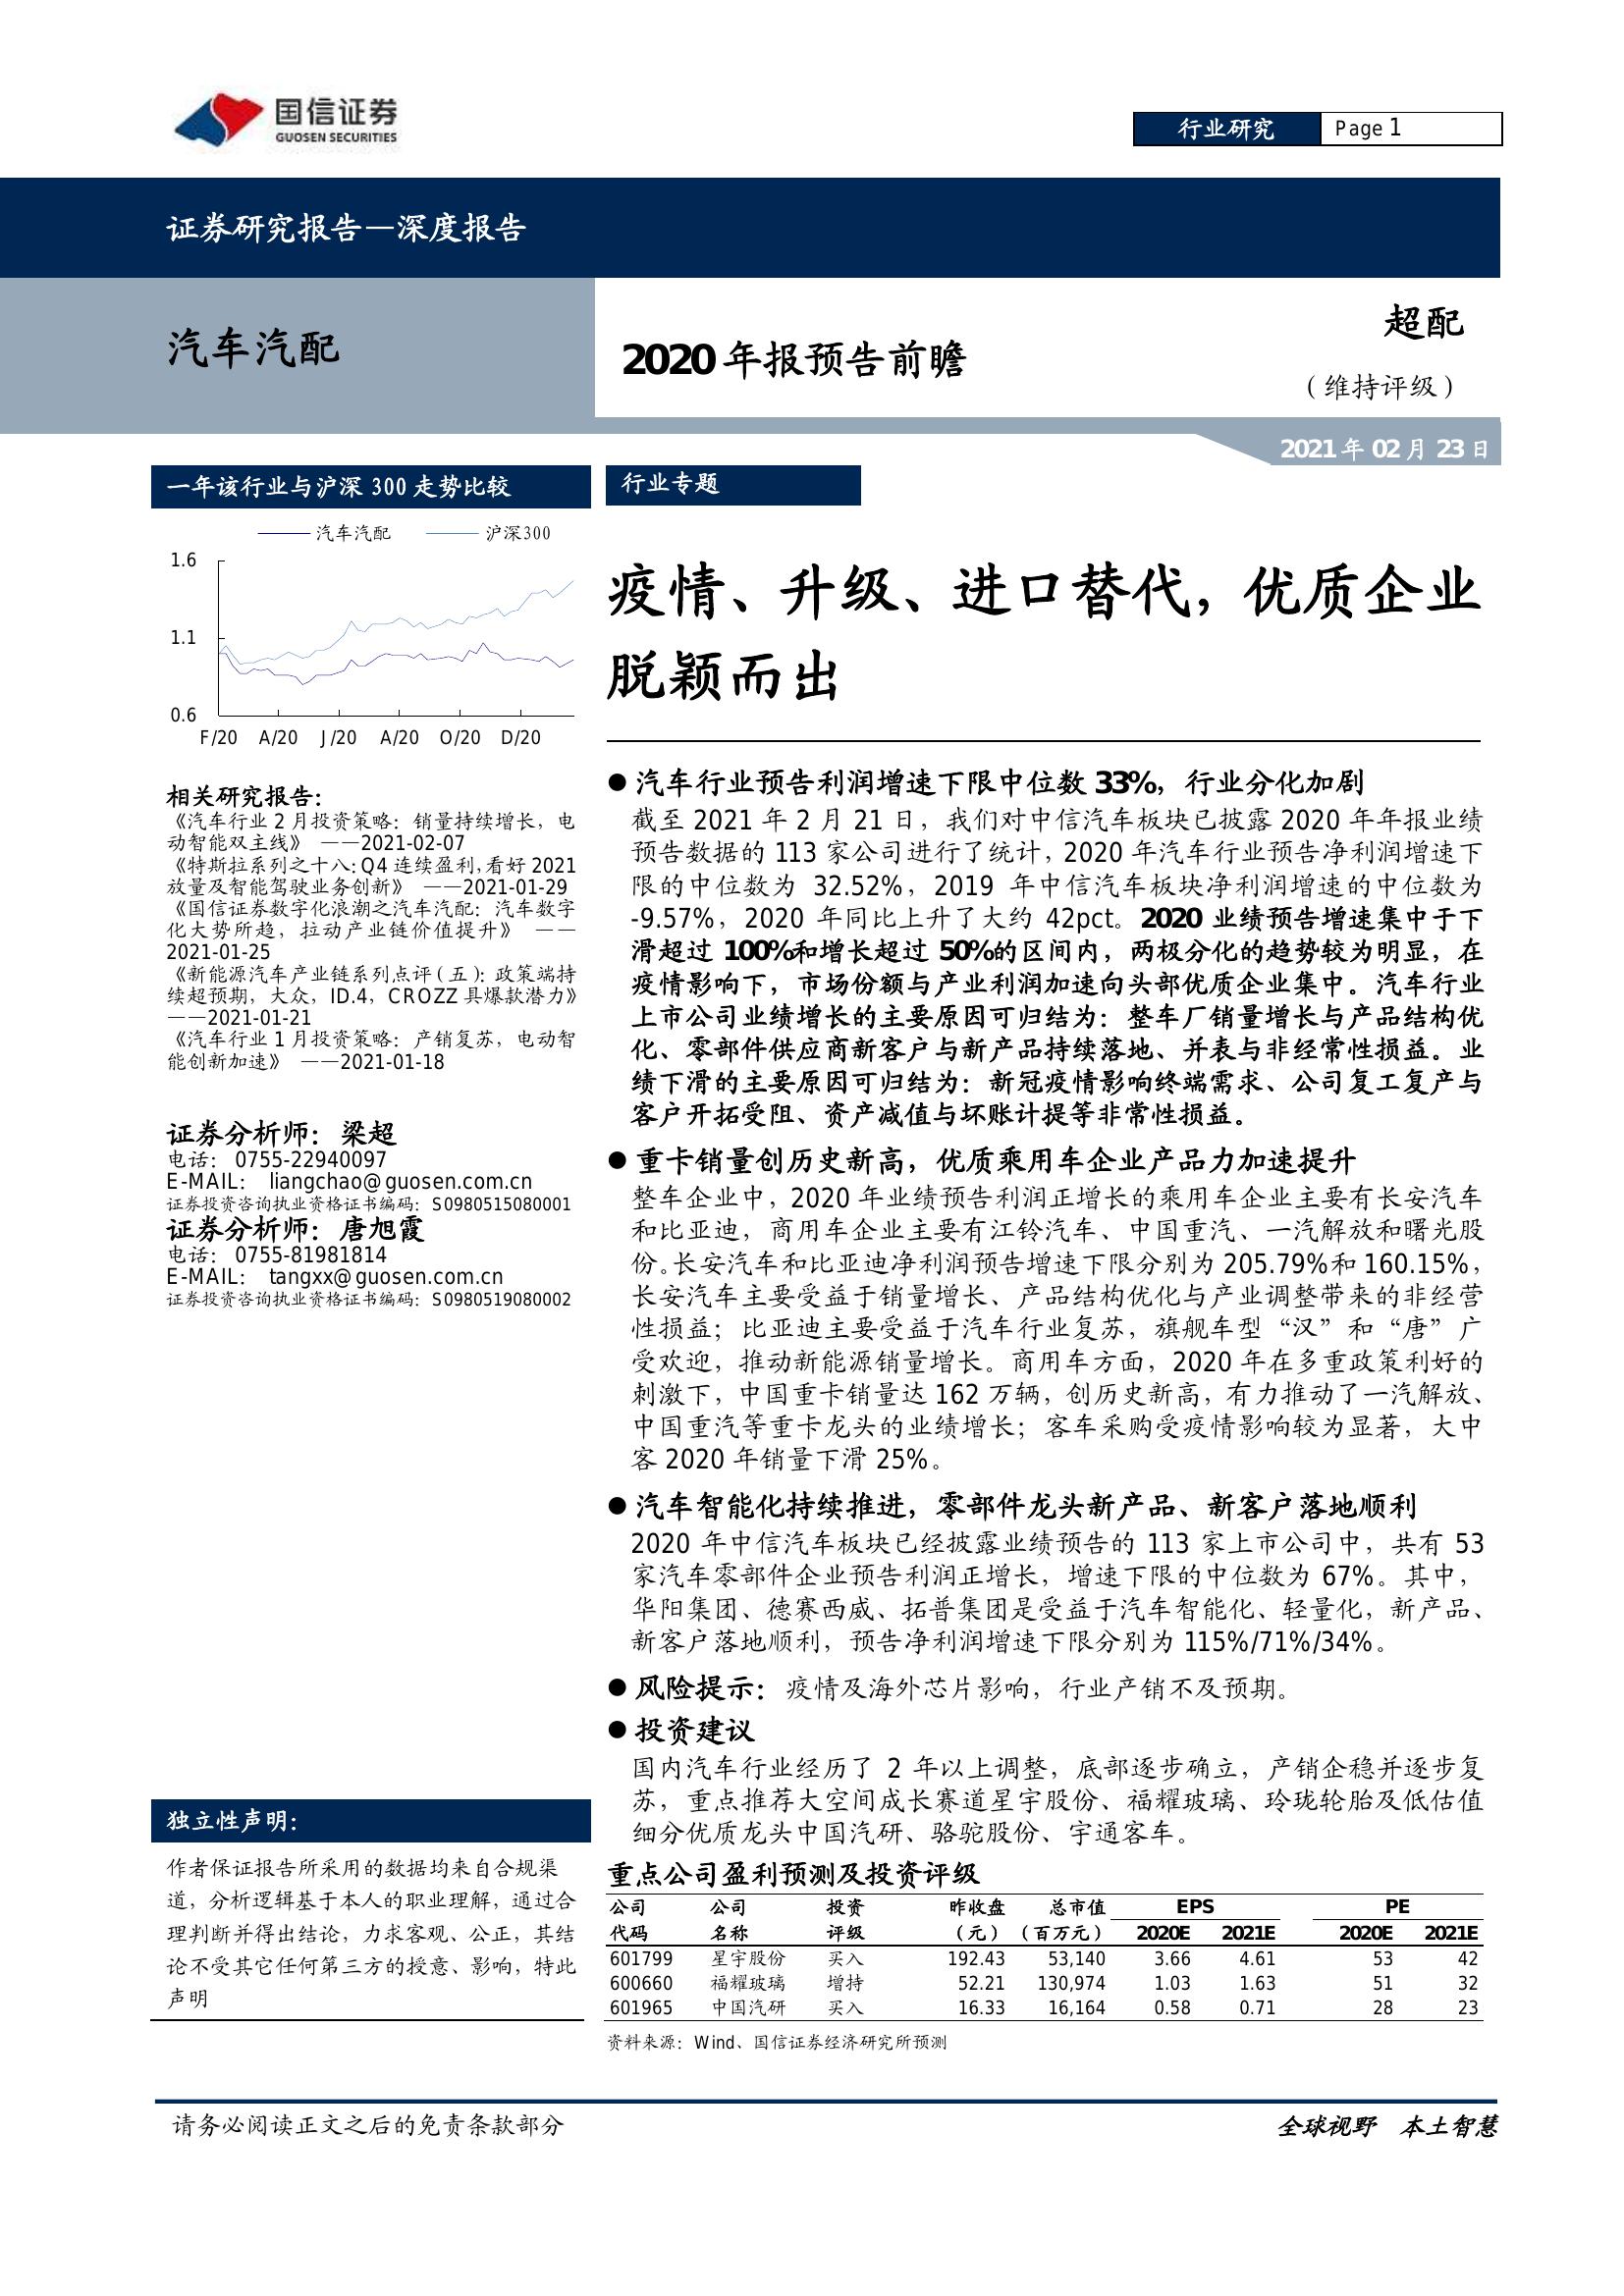 国信证券
GUOSEN SECURITIES
行业研究
Page 1
证券研究报告—深度报告
汽车汽配
2020 年报预告前瞻
超配
（维持评级）
2021 年 02 月 23 日
一年该行业与沪深 300 走势比较
汽车汽配 沪深300
1.6
1.1
0.6
F/20 A/20 J/20 A/20 O/20 D/20
相关研究报告：
《汽车行业 2 月投资策略：销量持续增长，电
动智能双主线》 ——2021-02-07
《特斯拉系列之十八：Q4 连续盈利，看好 2021
放量及智能驾驶业务创新》 ——2021-01-29
《国信证券数字化浪潮之汽车汽配：汽车数字
化大势所趋，拉动产业链价值提升》 ——
2021-01-25
《新能源汽车产业链系列点评（五）：政策端持
续超预期，大众，ID.4，CROZZ 具爆款潜力》
——2021-01-21
《汽车行业 1 月投资策略：产销复苏，电动智
能创新加速》 ——2021-01-18
证券分析师：梁超
电话： 0755-22940097
E-MAIL： liangchao@guosen.com.cn
证券投资咨询执业资格证书编码：S0980515080001
证券分析师：唐旭霞
电话： 0755-81981814
E-MAIL： tangxx@guosen.com.cn
证券投资咨询执业资格证书编码：S0980519080002
独立性声明：
作者保证报告所采用的数据均来自合规渠
道，分析逻辑基于本人的职业理解，通过合
理判断并得出结论，力求客观、公正，其结
论不受其它任何第三方的授意、影响，特此
声明
行业专题
疫情、升级、进口替代，优质企业
脱颖而出
● 汽车行业预告利润增速下限中位数 33%，行业分化加剧
截至 2021 年 2 月 21 日，我们对中信汽车板块已披露 2020 年年报业绩
预告数据的 113 家公司进行了统计，2020 年汽车行业预告净利润增速下
限的中位数为 32.52%，2019 年中信汽车板块净利润增速的中位数为
-9.57%，2020 年同比上升了大约 42pct。2020 业绩预告增速集中于下
滑超过 100%和增长超过 50%的区间内，两极分化的趋势较为明显，在
疫情影响下，市场份额与产业利润加速向头部优质企业集中。汽车行业
上市公司业绩增长的主要原因可归结为：整车厂销量增长与产品结构优
化、零部件供应商新客户与新产品持续落地、并表与非经常性损益。业
绩下滑的主要原因可归结为：新冠疫情影响终端需求、公司复工复产与
客户开拓受阻、资产减值与坏账计提等非常性损益。
● 重卡销量创历史新高，优质乘用车企业产品力加速提升
整车企业中，2020 年业绩预告利润正增长的乘用车企业主要有长安汽车
和比亚迪，商用车企业主要有江铃汽车、中国重汽、一汽解放和曙光股
份。长安汽车和比亚迪净利润预告增速下限分别为 205.79%和 160.15%，
长安汽车主要受益于销量增长、产品结构优化与产业调整带来的非经营
性损益；比亚迪主要受益于汽车行业复苏，旗舰车型“汉”和“唐”广
受欢迎，推动新能源销量增长。商用车方面，2020 年在多重政策利好的
刺激下，中国重卡销量达 162 万辆，创历史新高，有力推动了一汽解放、
中国重汽等重卡龙头的业绩增长；客车采购受疫情影响较为显著，大中
客 2020 年销量下滑 25%。
● 汽车智能化持续推进，零部件龙头新产品、新客户落地顺利
2020 年中信汽车板块已经披露业绩预告的 113 家上市公司中，共有 53
家汽车零部件企业预告利润正增长，增速下限的中位数为 67%。其中，
华阳集团、德赛西威、拓普集团是受益于汽车智能化、轻量化，新产品、
新客户落地顺利，预告净利润增速下限分别为 115%/71%/34%。
● 风险提示：疫情及海外芯片影响，行业产销不及预期。
● 投资建议
国内汽车行业经历了 2 年以上调整，底部逐步确立，产销企稳并逐步复
苏，重点推荐大空间成长赛道星宇股份、福耀玻璃、玲珑轮胎及低估值
细分优质龙头中国汽研、骆驼股份、宇通客车。
重点公司盈利预测及投资评级
公司 公司 投资 昨收盘 总市值 EPS PE
代码 名称 评级 （元） （百万元） 2020E 2021E 2020E 2021E
601799 星宇股份 买入 192.43 53,140 3.66 4.61 53 42
600660 福耀玻璃 增持 52.21 130,974 1.03 1.63 51 32
601965 中国汽研 买入 16.33 16,164 0.58 0.71 28 23
资料来源：Wind、国信证券经济研究所预测
请务必阅读正文之后的免责条款部分
全球视野 本土智慧